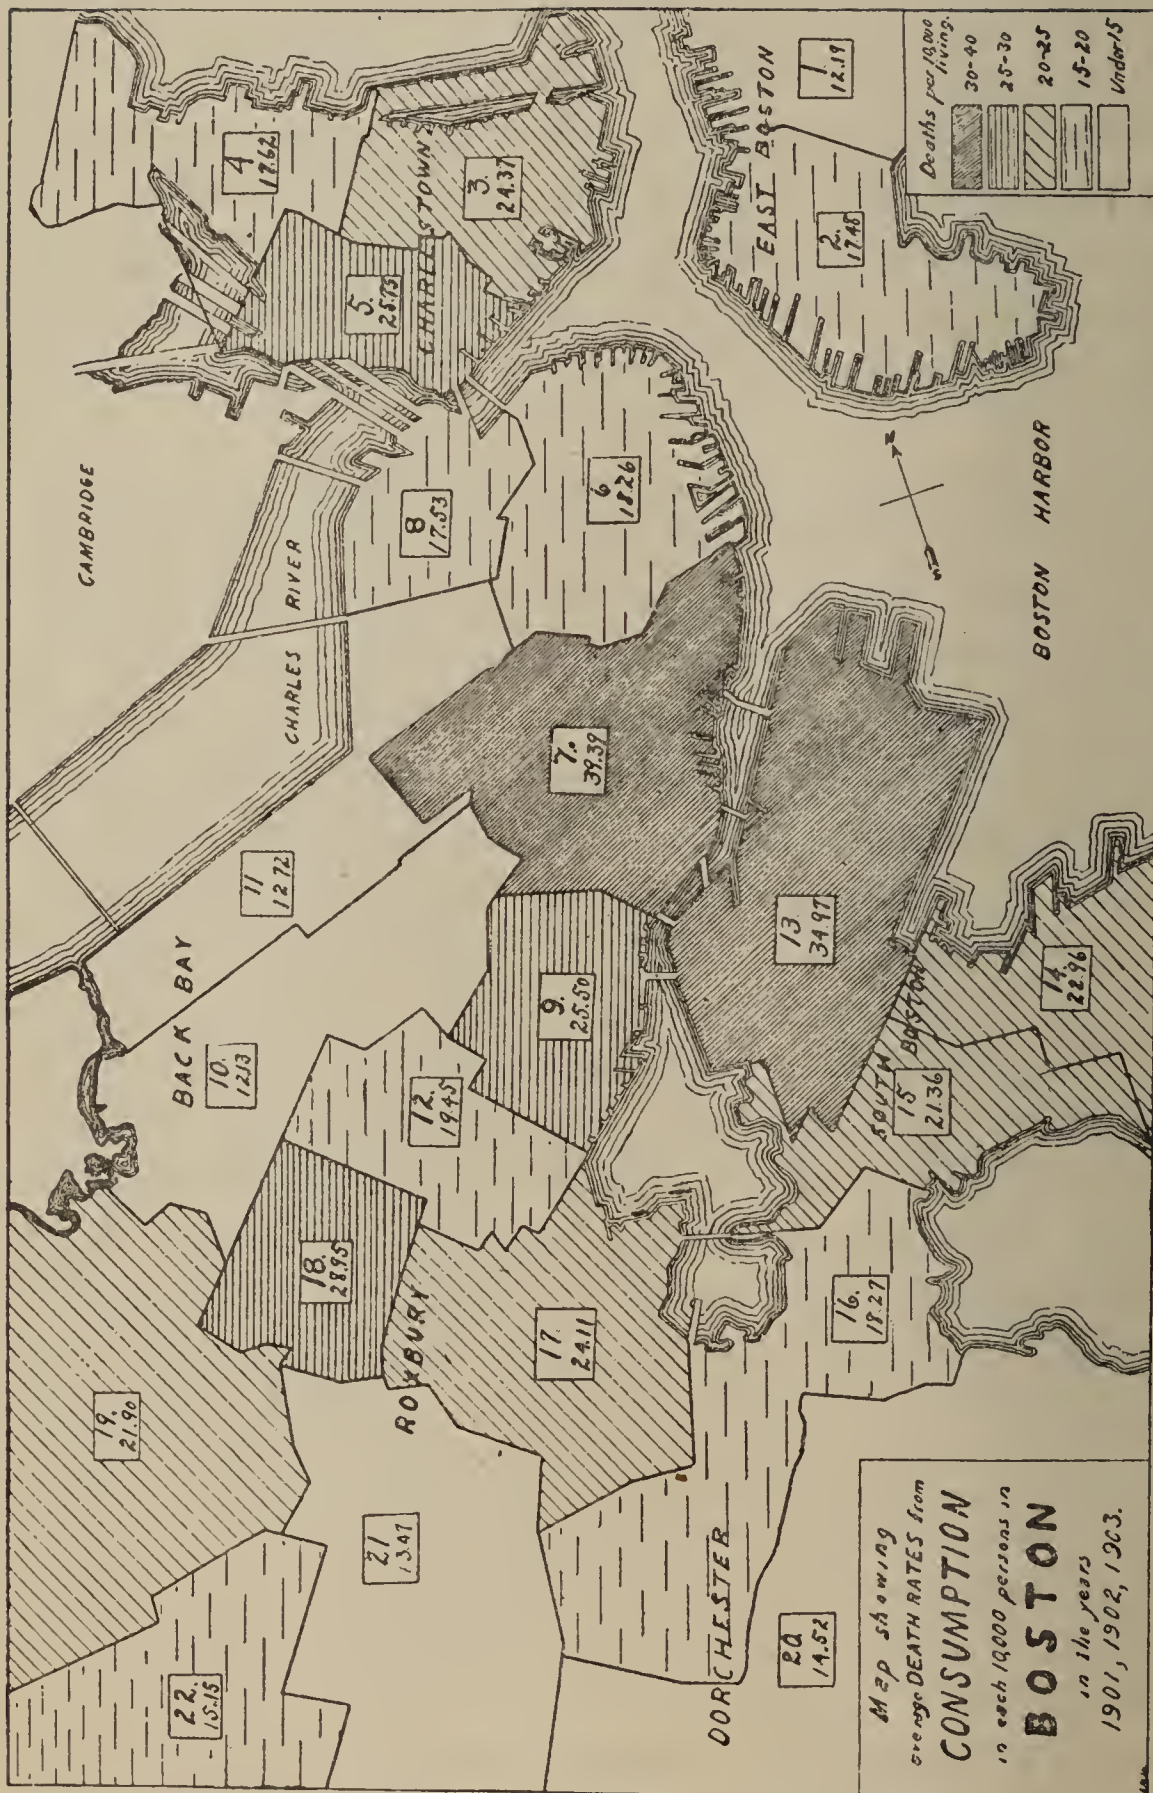 Map showing
average DEATH RATES from
CONSUMPTION
in each 10,000 persons in
BOSTON
in the years
1901, 1902, 1903.
Deaths per 10,000
living.
30-40
25-30
20-25
15-20
Under 15
CAMBRIDGE
CHARLES RIVER
BACK BAY
ROXBURY
DORCHESTER
SOUTH
BOSTON
BOSTON HARBOR
EAST BOSTON
CHARLESTOWN
N
S
1
12.19
2.
17.48
3.
24.37
4
17.62
5.
25.75
6
18.26
7.
39.39
8
17.53
9.
25.50
10.
12.13
11
12.72
12.
19.45
13
34.97
14.
22.96
15
21.36
16.
18.27
17.
24.11
18.
28.95
19.
21.90
20
14.52
21
13.47
22.
15.15